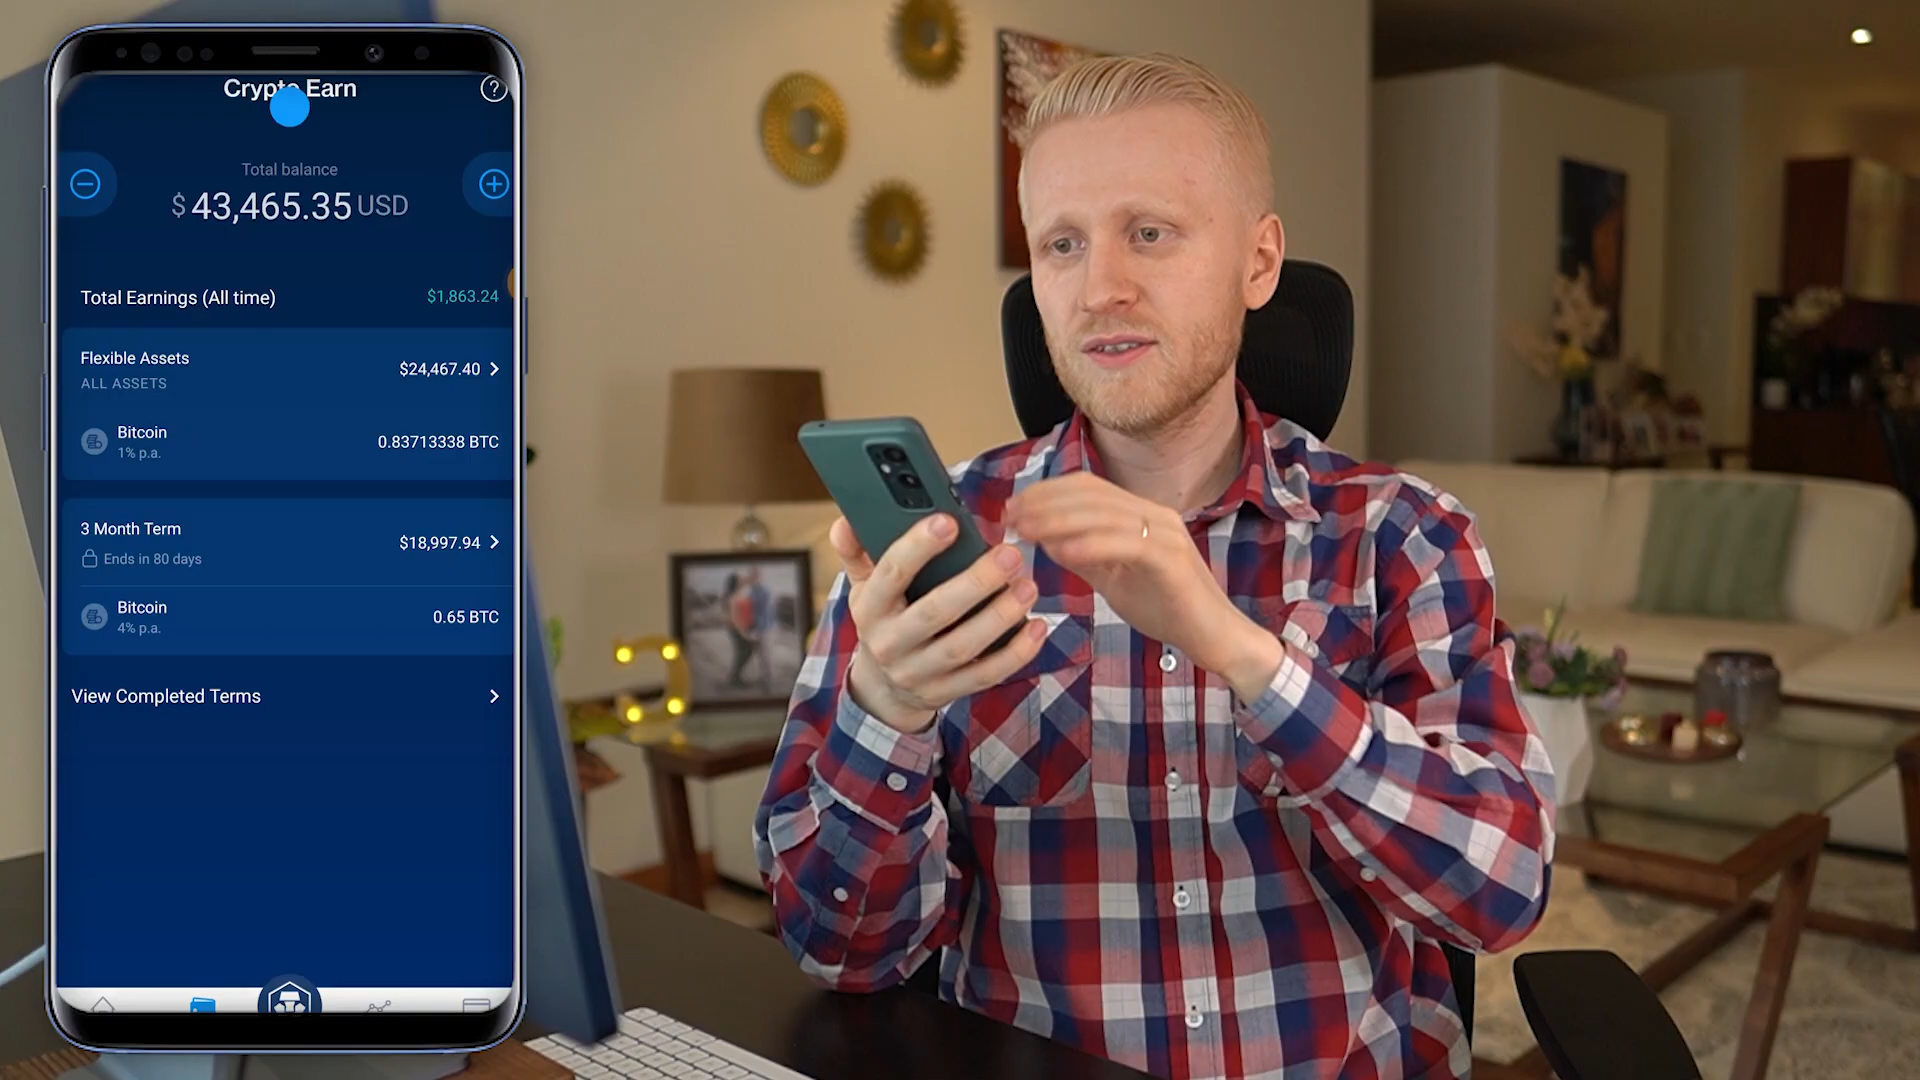 Crypto Earn
?
Total balance
$ 43,465.35 USD
Total Earnings (All time) $1,863.24
Flexible Assets $24,467.40
ALL ASSETS
Bitcoin 0.83713338 BTC
1% p.a.
3 Month Term $18,997.94
Ends in 80 days
Bitcoin 0.65 BTC
4% p.a.
View Completed Terms